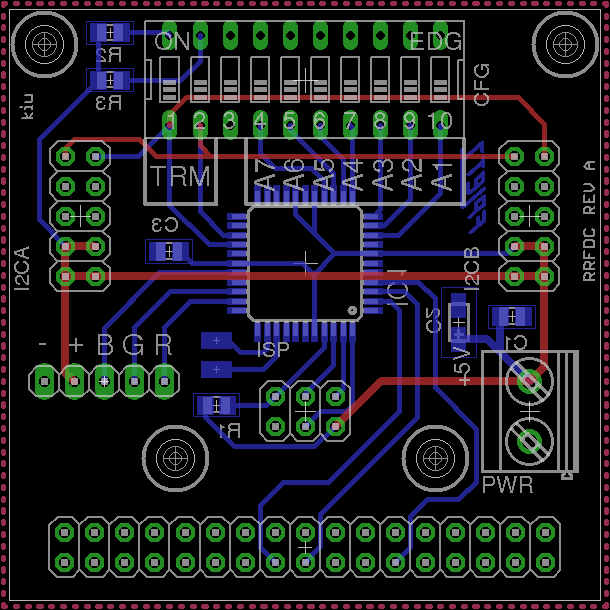 ON EDG
R2
R3
CFG
kiu
1 2 3 4 5 6 7 8 9 10
TRM
A7 A6 A5 A4 A3 A2 A1
RRFDC REV A
C3
I2CA
I2CB
IC1
C2
C1
- + B G R
ISP
+5V
R1
PWR